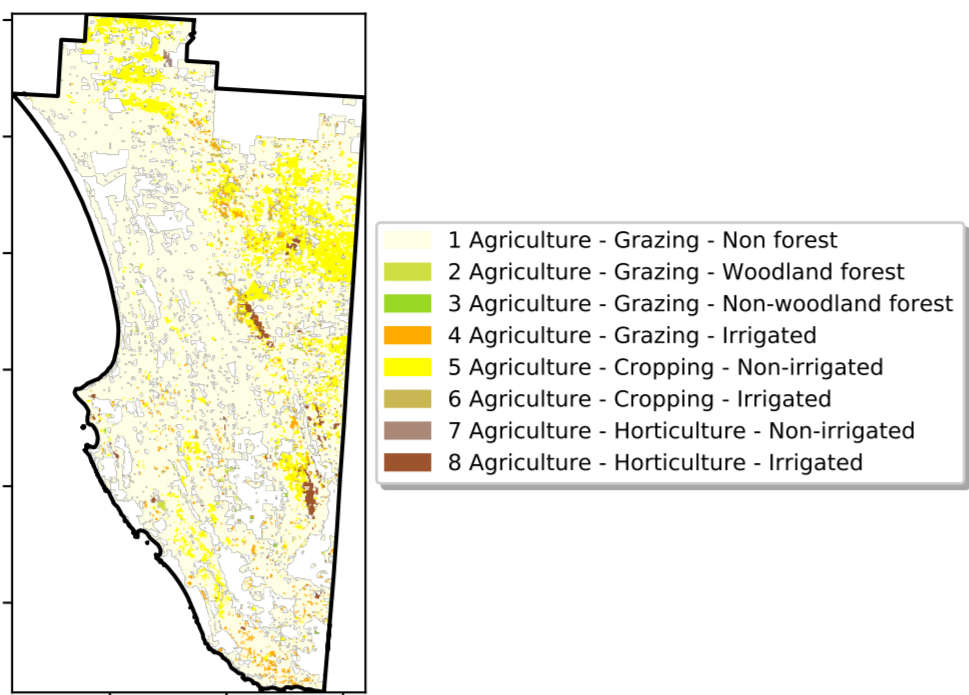 1 Agriculture - Grazing - Non forest
2 Agriculture - Grazing - Woodland forest
3 Agriculture - Grazing - Non-woodland forest
4 Agriculture - Grazing - Irrigated
5 Agriculture - Cropping - Non-irrigated
6 Agriculture - Cropping - Irrigated
7 Agriculture - Horticulture - Non-irrigated
8 Agriculture - Horticulture - Irrigated